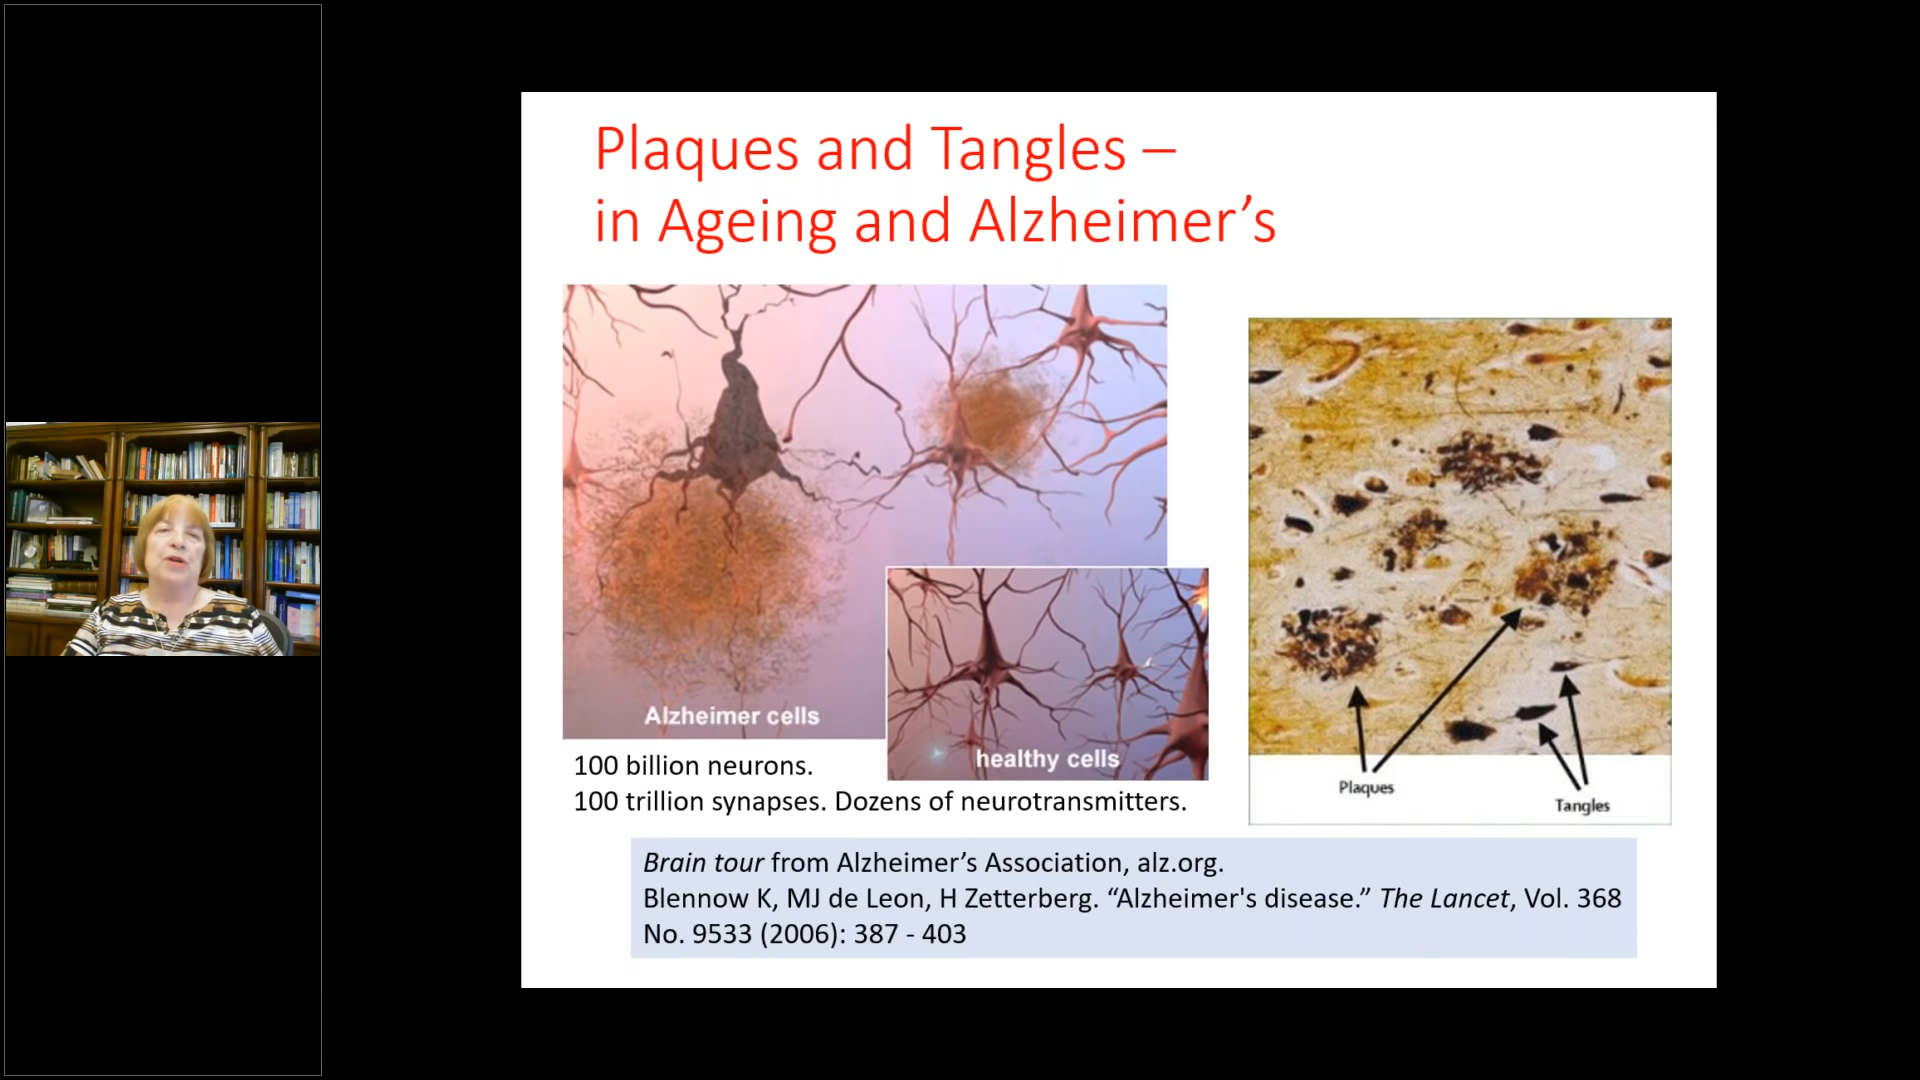 Plaques and Tangles –
in Ageing and Alzheimer’s
Alzheimer cells
healthy cells
100 billion neurons.
100 trillion synapses. Dozens of neurotransmitters.
Plaques
Tangles
Brain tour from Alzheimer’s Association, alz.org.
Blennow K, MJ de Leon, H Zetterberg. “Alzheimer's disease.” The Lancet, Vol. 368
No. 9533 (2006): 387 - 403